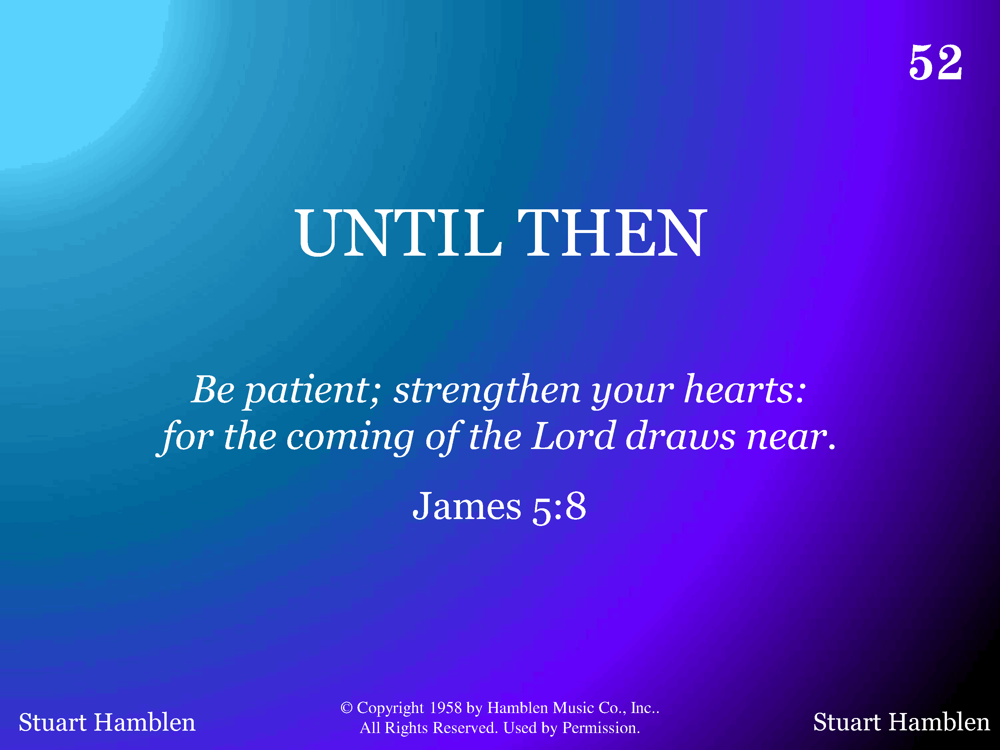 52
UNTIL THEN
Be patient; strengthen your hearts:
for the coming of the Lord draws near.
James 5:8
© Copyright 1958 by Hamblen Music Co., Inc..
All Rights Reserved. Used by Permission.
Stuart Hamblen
Stuart Hamblen